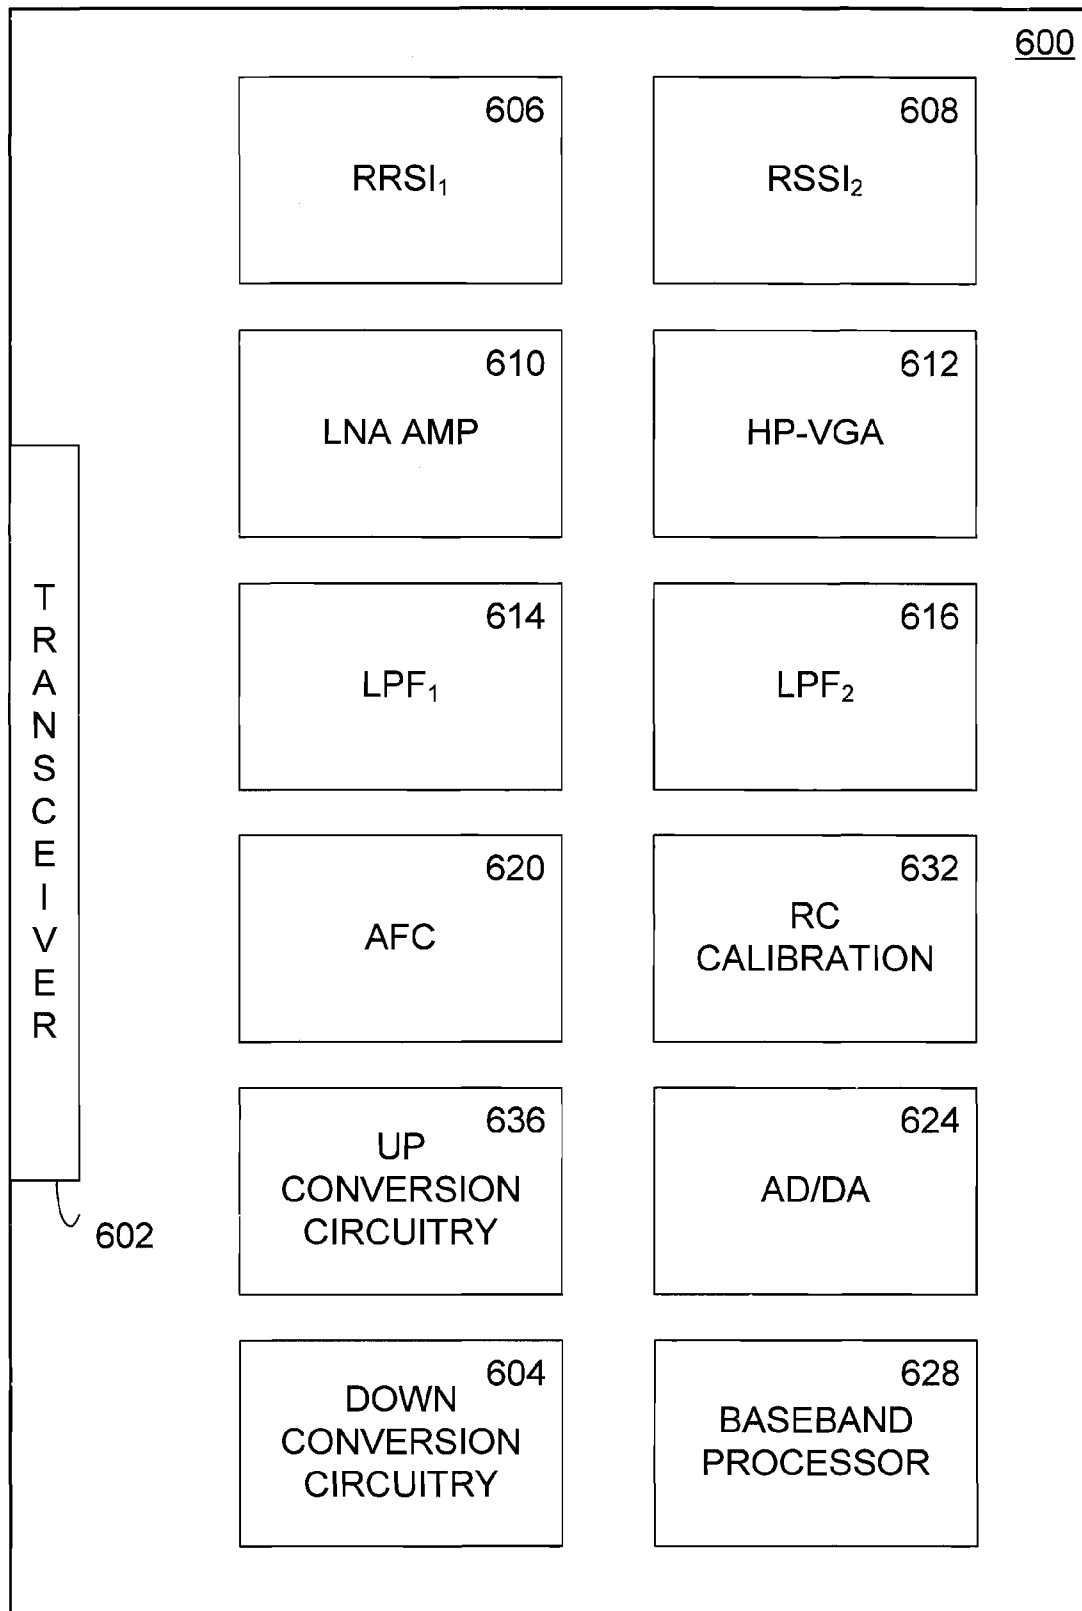 600
606
RRSI₁
608
RSSI₂
610
LNA AMP
612
HP-VGA
614
LPF₁
616
LPF₂
TRANSCEIVER
602
620
AFC
632
RC
CALIBRATION
636
UP
CONVERSION
CIRCUITRY
624
AD/DA
604
DOWN
CONVERSION
CIRCUITRY
628
BASEBAND
PROCESSOR